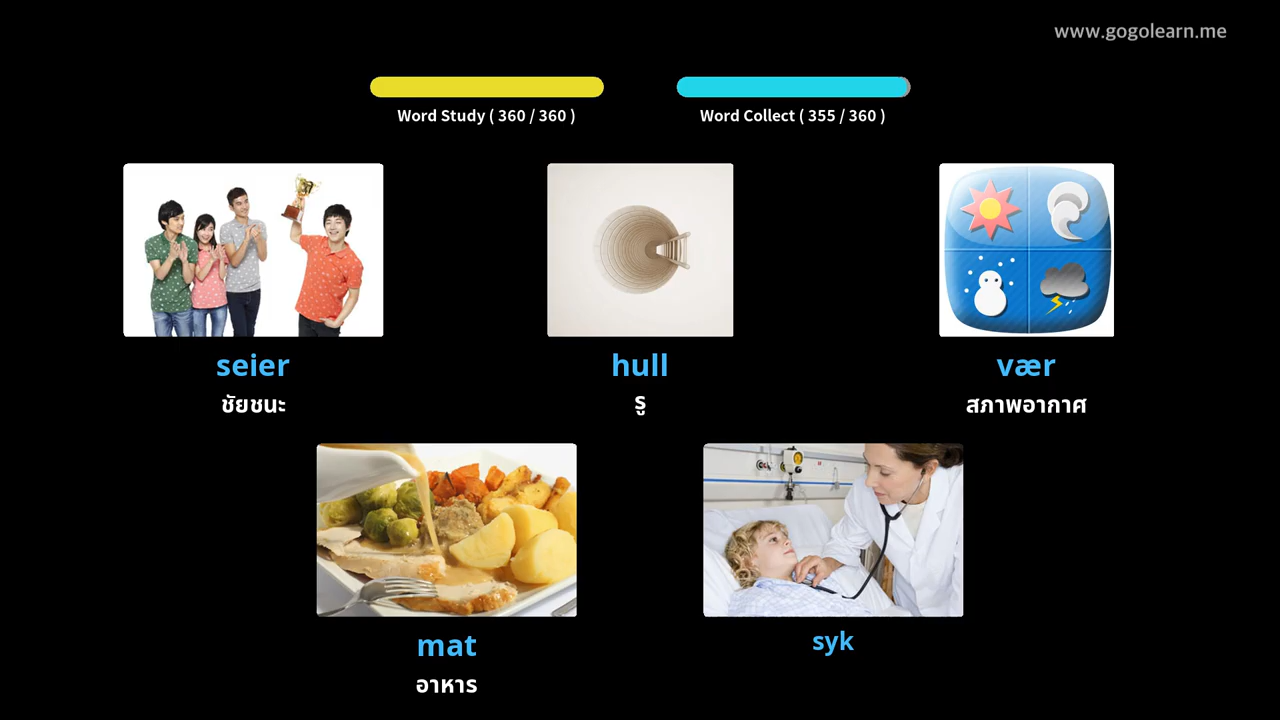 www.gogolearn.me
Word Study ( 360 / 360 )
Word Collect ( 355 / 360 )
seier
ชัยชนะ
hull
รู
vær
สภาพอากาศ
mat
อาหาร
syk